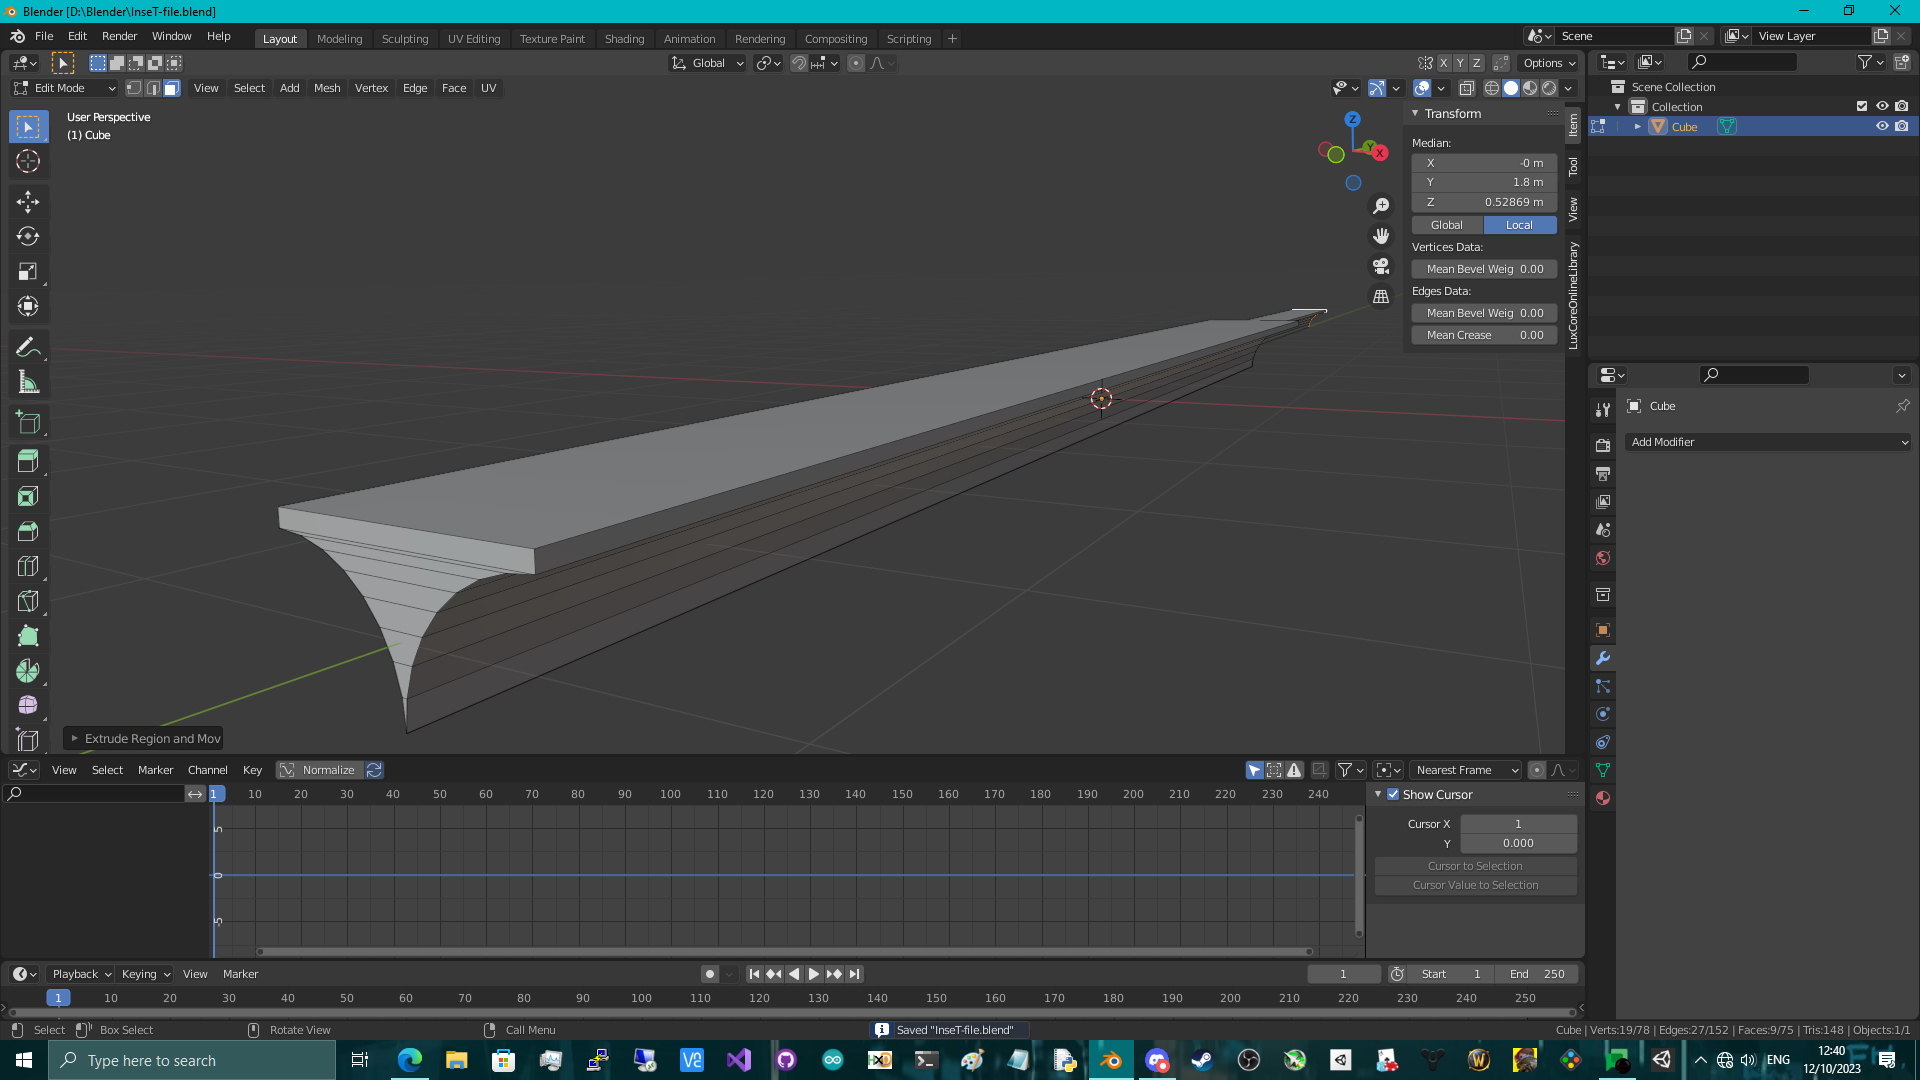 Blender [D:\Blender\InseT-file.blend]
File Edit Render Window Help
Layout Modeling Sculpting UV Editing Texture Paint Shading Animation Rendering Compositing Scripting
Scene
View Layer
Global
X Y Z
Options
Edit Mode
View Select Add Mesh Vertex Edge Face UV
User Perspective
(1) Cube
Z
Y
X
Transform
Median:
X -0 m
Y 1.8 m
Z 0.52869 m
Global Local
Vertices Data:
Mean Bevel Weig 0.00
Edges Data:
Mean Bevel Weig 0.00
Mean Crease 0.00
Item
Tool
View
LuxCoreOnlineLibrary
Scene Collection
Collection
Cube
Cube
Add Modifier
Extrude Region and Mov
View Select Marker Channel Key Normalize
Nearest Frame
1 10 20 30 40 50 60 70 80 90 100 110 120 130 140 150 160 170 180 190 200 210 220 230 240
5
0
-5
Show Cursor
Cursor X 1
Y 0.000
Cursor to Selection
Cursor Value to Selection
Playback Keying View Marker
1
Start 1
End 250
1 10 20 30 40 50 60 70 80 90 100 110 120 130 140 150 160 170 180 190 200 210 220 230 240 250
Select Box Select Rotate View Call Menu
Saved "InseT-file.blend"
Cube | Verts:19/78 | Edges:27/152 | Faces:9/75 | Tris:148 | Objects:1/1
Type here to search
VE
HXD
ENG
12:40
12/10/2023